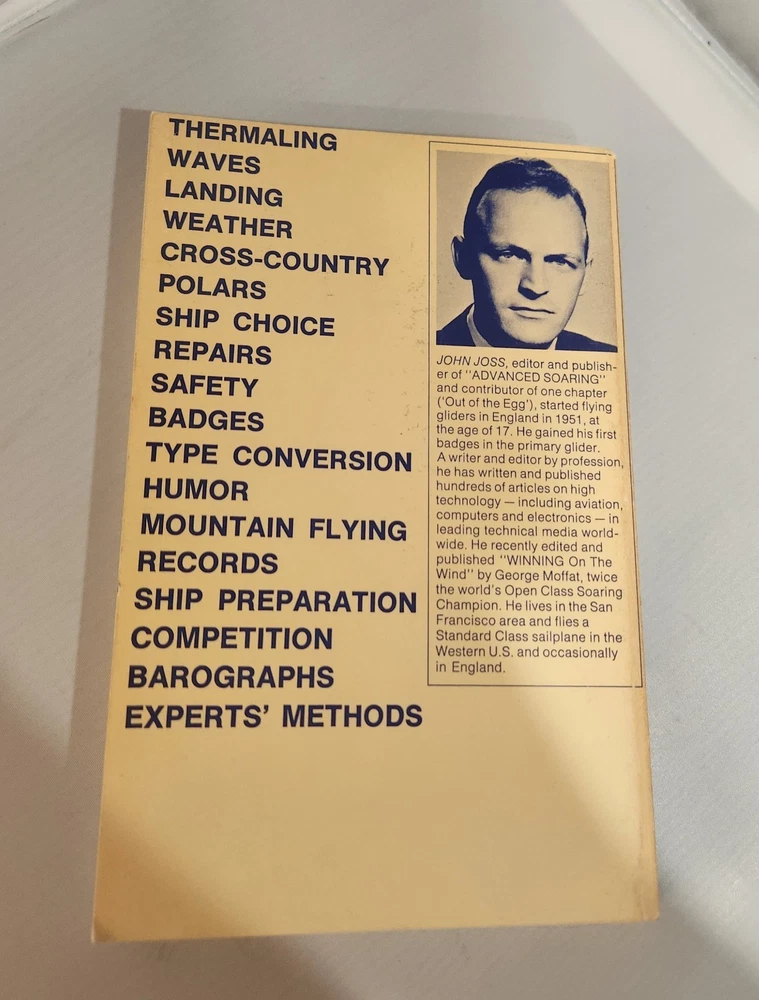 THERMALING
WAVES
LANDING
WEATHER
CROSS-COUNTRY
POLARS
SHIP CHOICE
REPAIRS
SAFETY
BADGES
TYPE CONVERSION
HUMOR
MOUNTAIN FLYING
RECORDS
SHIP PREPARATION
COMPETITION
BAROGRAPHS
EXPERTS' METHODS
JOHN JOSS, editor and publish-
er of "ADVANCED SOARING"
and contributor of one chapter
('Out of the Egg'), started flying
gliders in England in 1951, at
the age of 17. He gained his first
badges in the primary glider.
A writer and editor by profession,
he has written and published
hundreds of articles on high
technology — including aviation,
computers and electronics — in
leading technical media world-
wide. He recently edited and
published "WINNING On The
Wind" by George Moffat, twice
the world's Open Class Soaring
Champion. He lives in the San
Francisco area and flies a
Standard Class sailplane in the
Western U.S. and occasionally
in England.